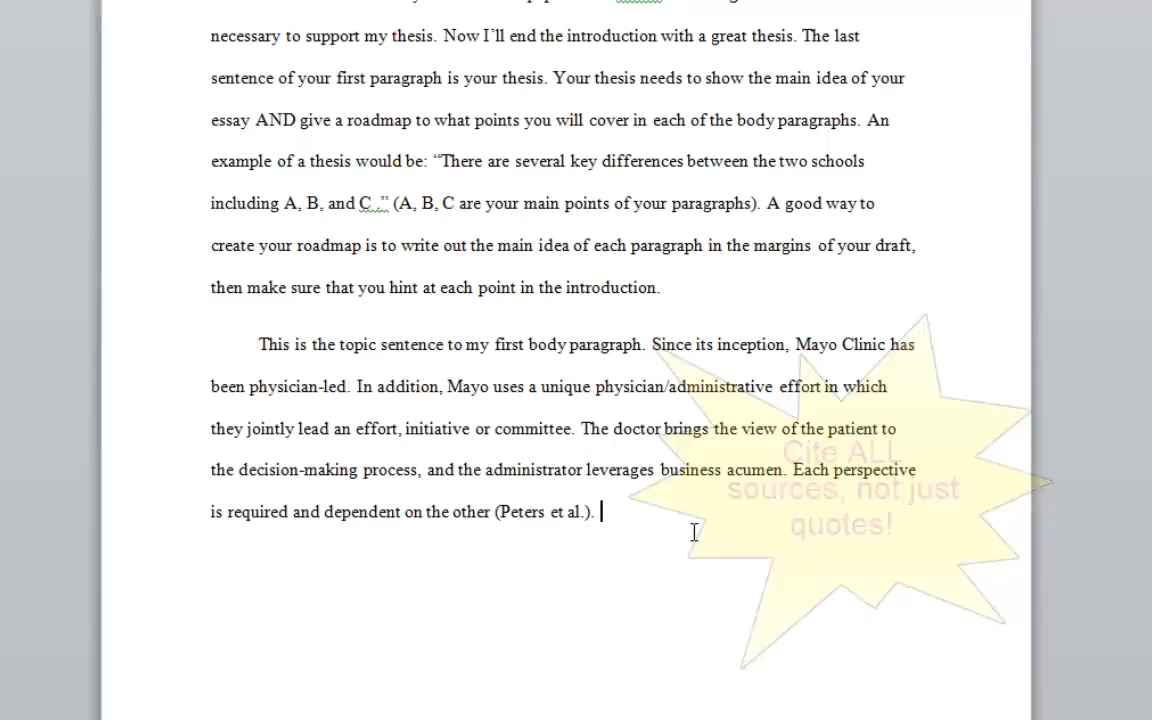 necessary to support my thesis. Now I'll end the introduction with a great thesis. The last
sentence of your first paragraph is your thesis. Your thesis needs to show the main idea of your
essay AND give a roadmap to what points you will cover in each of the body paragraphs. An
example of a thesis would be: “There are several key differences between the two schools
including A, B, and C .” (A, B, C are your main points of your paragraphs). A good way to
create your roadmap is to write out the main idea of each paragraph in the margins of your draft,
then make sure that you hint at each point in the introduction.
This is the topic sentence to my first body paragraph. Since its inception, Mayo Clinic has
been physician-led. In addition, Mayo uses a unique physician/administrative effort in which
they jointly lead an effort, initiative or committee. The doctor brings the view of the patient to
the decision-making process, and the administrator leverages business acumen. Each perspective
is required and dependent on the other (Peters et al.).
Cite ALL
sources, not just
quotes!